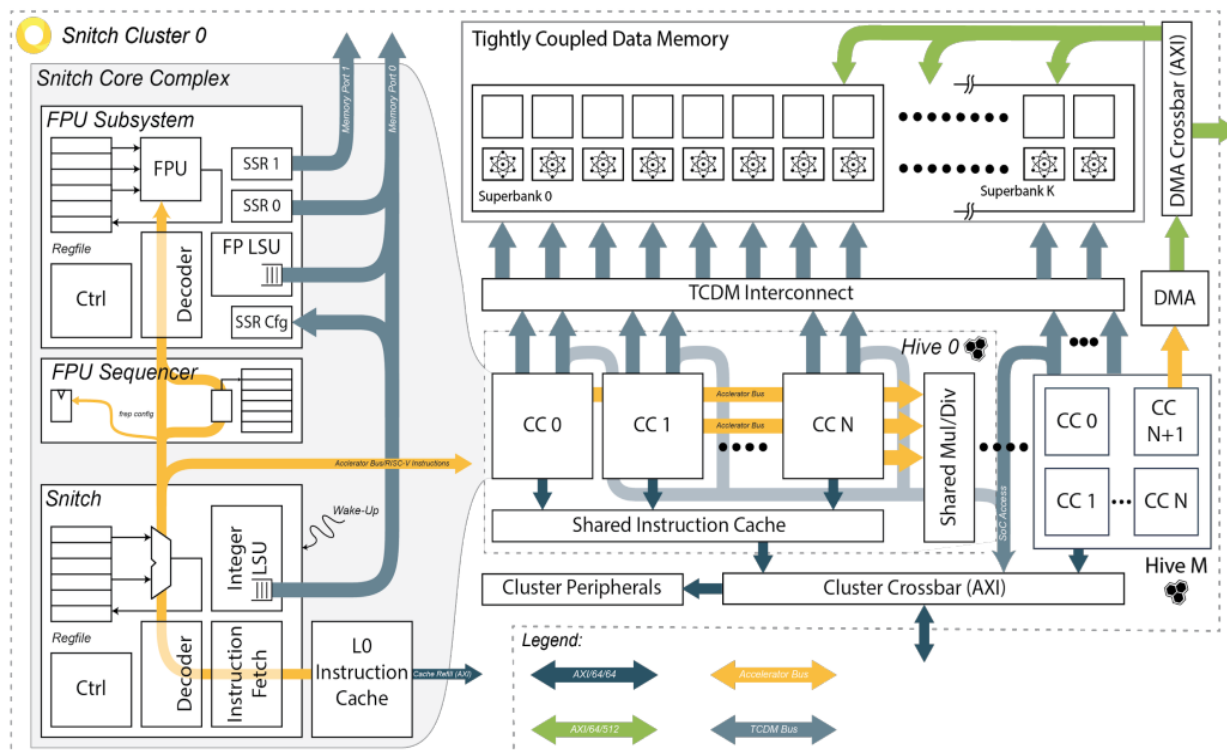 Snitch Cluster 0
Snitch Core Complex
FPU Subsystem
FPU
SSR 1
SSR 0
Regfile
Ctrl
Decoder
FP LSU
SSR Cfg
Memory Port 1
Memory Port 0
FPU Sequencer
frep config
Accelerator Bus/RISC-V Instructions
Snitch
Wake-Up
Integer
LSU
Regfile
Ctrl
Decoder
Instruction
Fetch
L0
Instruction
Cache
Cache Refill (AXI)
Tightly Coupled Data Memory
Superbank 0
Superbank K
DMA Crossbar (AXI)
TCDM Interconnect
DMA
Hive 0
CC 0
CC 1
CC N
Accelerator Bus
Accelerator Bus
Shared Mul/Div
SoC Access
CC 0
CC
N+1
CC 1
CC N
Shared Instruction Cache
Hive M
Cluster Peripherals
Cluster Crossbar (AXI)
Legend:
AXI/64/64
Accelerator Bus
AXI/64/512
TCDM Bus